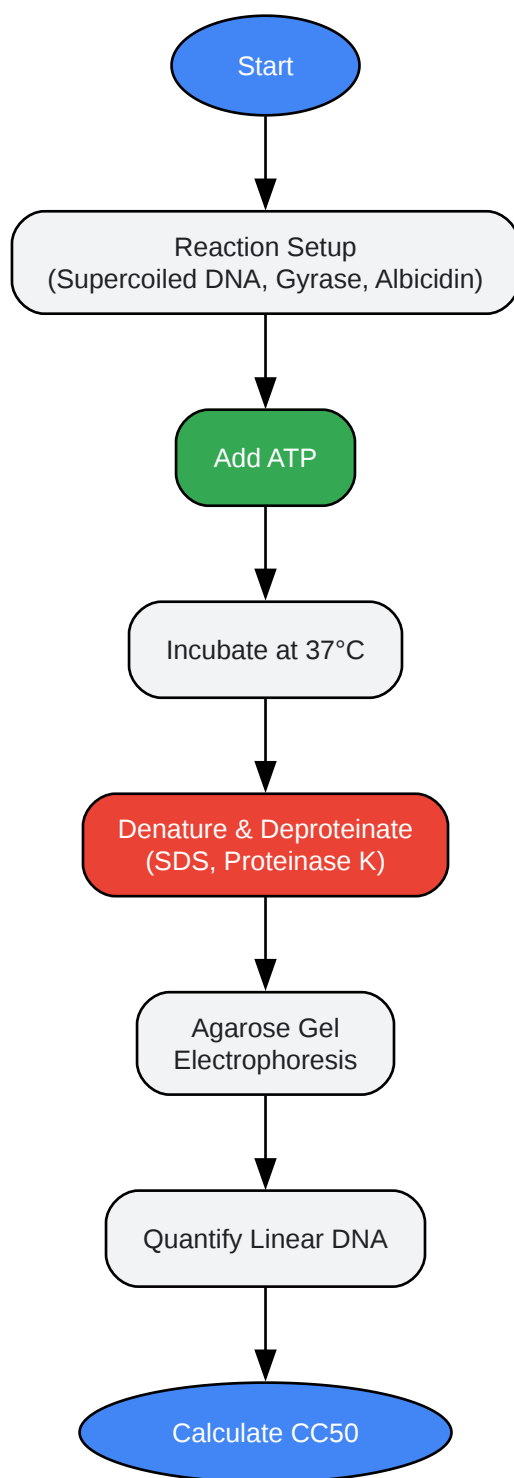 Start
Reaction Setup
(Supercoiled DNA, Gyrase, Albicidin)
Add ATP
Incubate at 37°C
Denature & Deproteinate
(SDS, Proteinase K)
Agarose Gel
Electrophoresis
Quantify Linear DNA
Calculate CC50